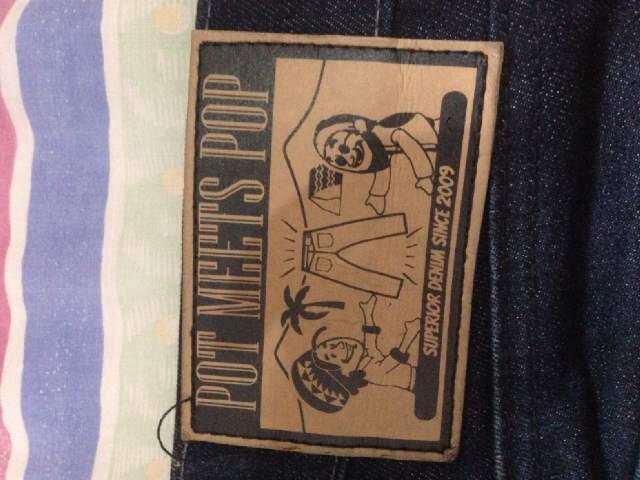 POT MEETS POP
SUPERIOR DENIM SINCE 2009